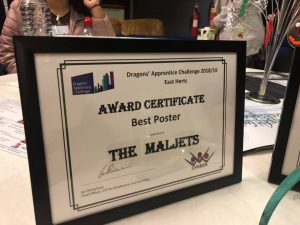 Dragons' Apprentice Challenge 2018/19
East Herts
Dragons'
Apprentice
Challenge
AWARD CERTIFICATE
Best Poster
THE MALJETS